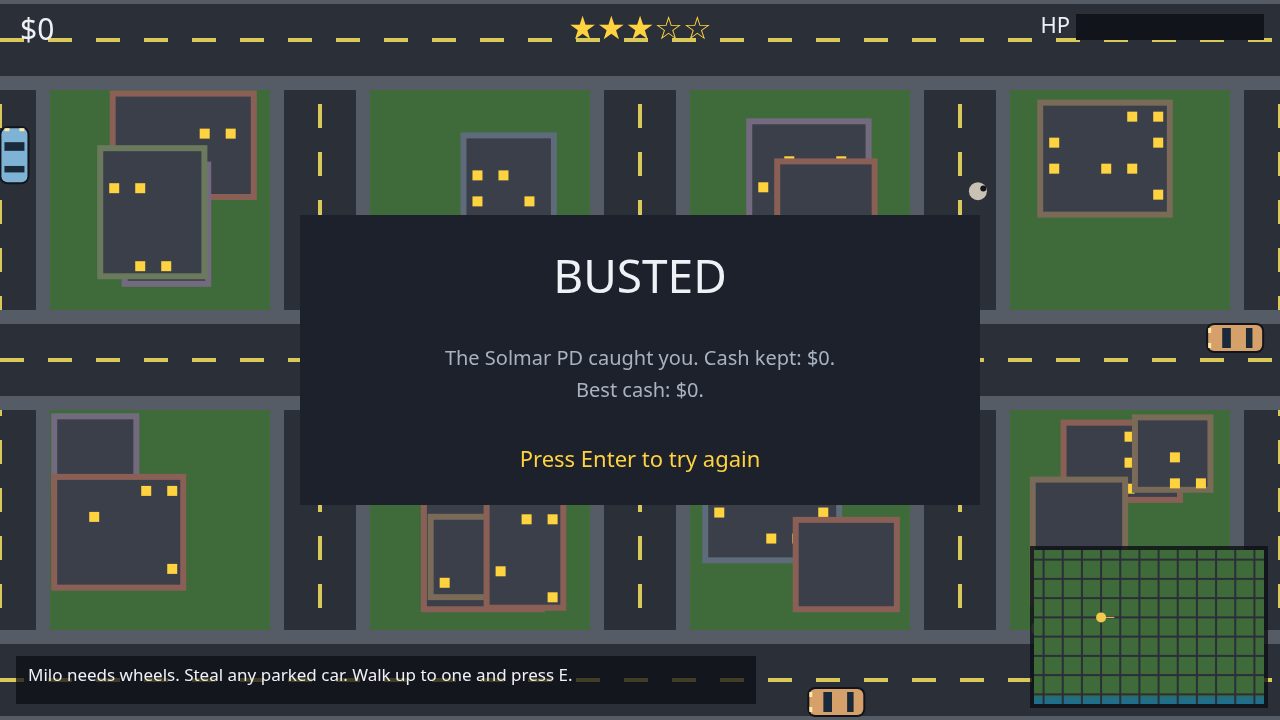 $0
★★★☆☆
HP
BUSTED
The Solmar PD caught you. Cash kept: $0.
Best cash: $0.
Press Enter to try again
Milo needs wheels. Steal any parked car. Walk up to one and press E.